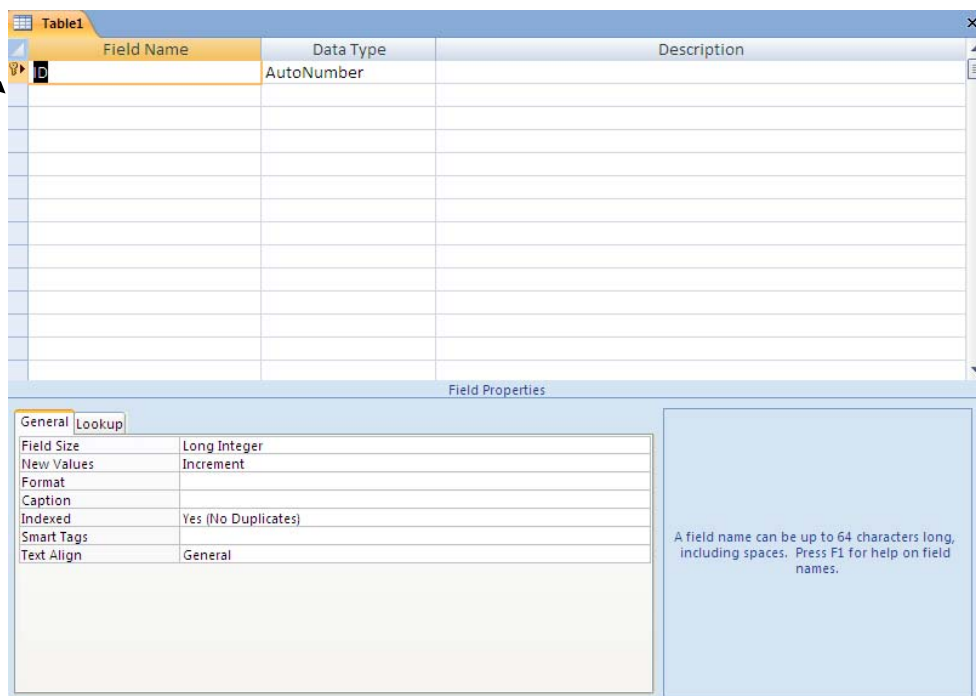 Table1
Field Name Data Type Description
ID AutoNumber
Field Properties
General Lookup
Field Size Long Integer
New Values Increment
Format
Caption
Indexed Yes (No Duplicates)
Smart Tags
Text Align General
A field name can be up to 64 characters long,
including spaces. Press F1 for help on field
names.